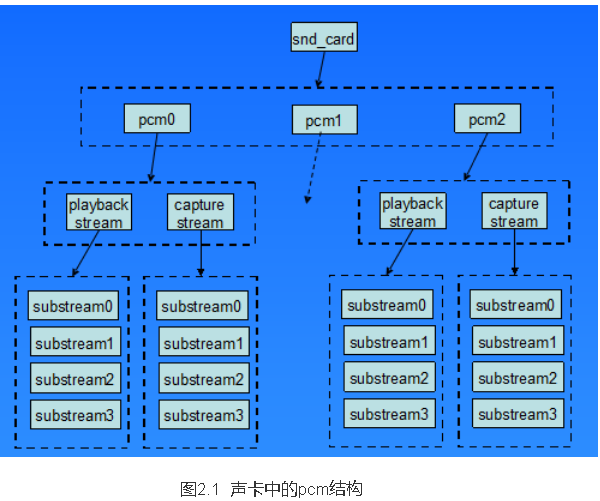 snd_card
pcm0
pcm1
pcm2
playback
stream
capture
stream
playback
stream
capture
stream
substream0
substream1
substream2
substream3
substream0
substream1
substream2
substream3
substream0
substream1
substream2
substream3
substream0
substream1
substream2
substream3
图2.1 声卡中的pcm结构